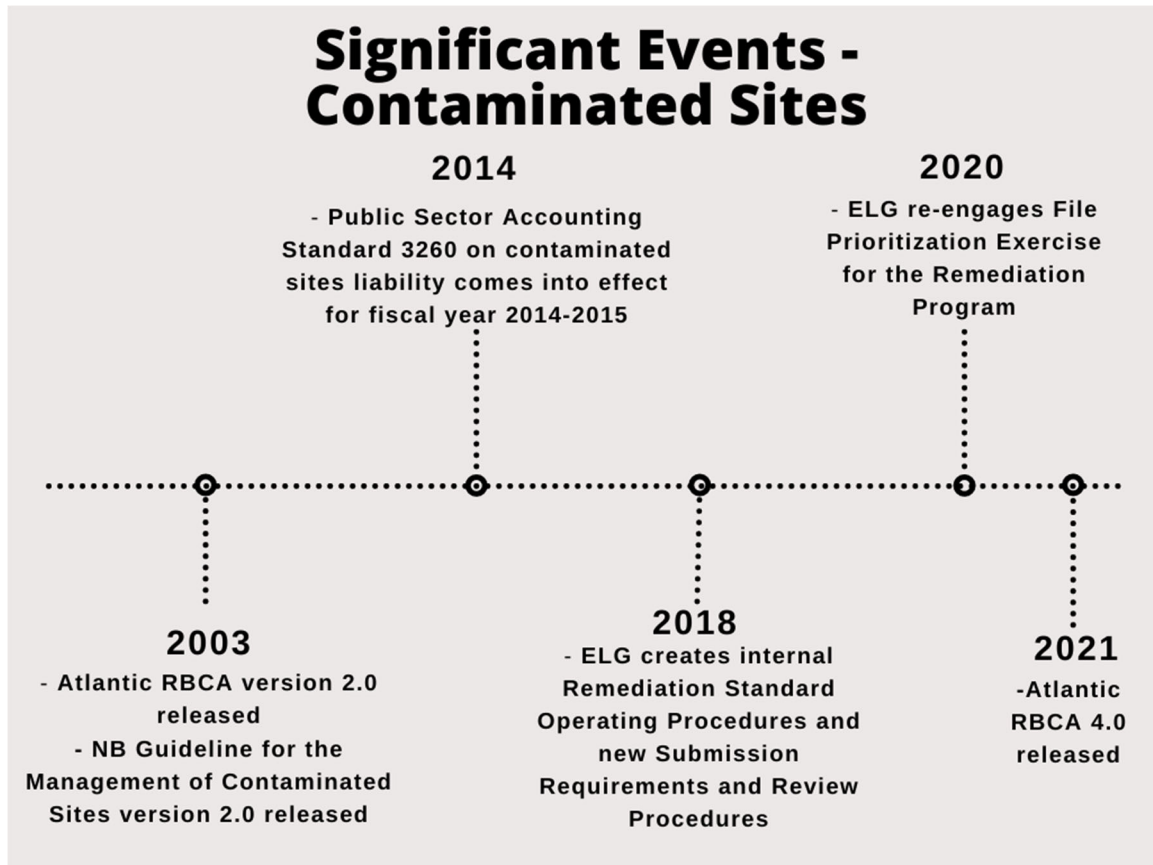 Significant Events -
Contaminated Sites
2014
- Public Sector Accounting
Standard 3260 on contaminated
sites liability comes into effect
for fiscal year 2014-2015
2020
- ELG re-engages File
Prioritization Exercise
for the Remediation
Program
2003
- Atlantic RBCA version 2.0
released
- NB Guideline for the
Management of Contaminated
Sites version 2.0 released
2018
- ELG creates internal
Remediation Standard
Operating Procedures and
new Submission
Requirements and Review
Procedures
2021
-Atlantic
RBCA 4.0
released